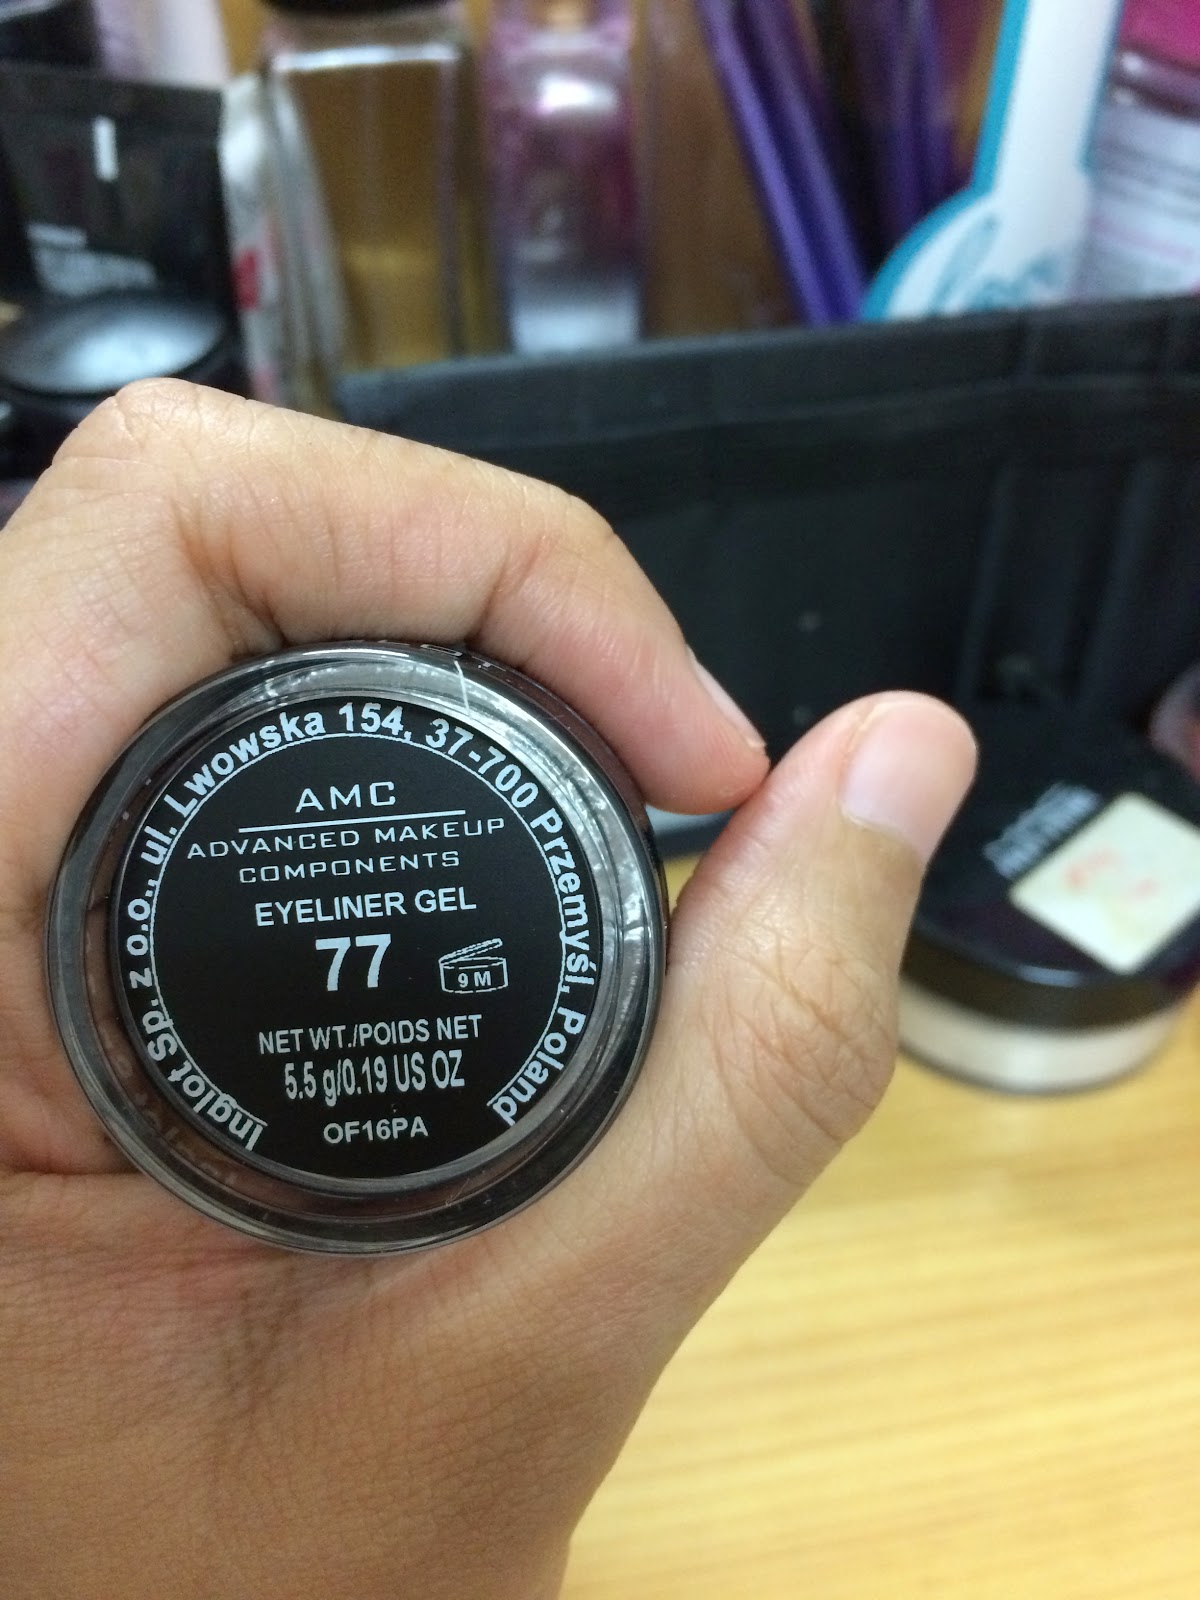 Inglot Sp. z o.o., ul. Lwowska 154, 37-700 Przemyśl, Poland
AMC
ADVANCED MAKEUP
COMPONENTS
EYELINER GEL
77
9 M
NET WT./POIDS NET
5.5 g/0.19 US OZ
OF16PA